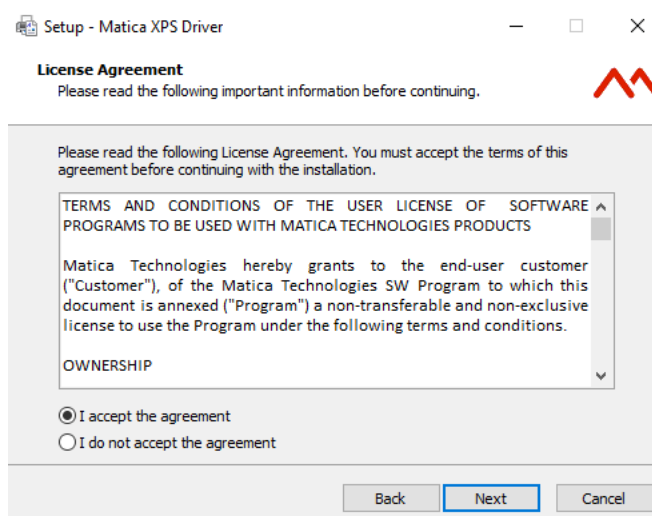 Setup - Matica XPS Driver
License Agreement
Please read the following important information before continuing.
Please read the following License Agreement. You must accept the terms of this
agreement before continuing with the installation.
TERMS AND CONDITIONS OF THE USER LICENSE OF SOFTWARE
PROGRAMS TO BE USED WITH MATICA TECHNOLOGIES PRODUCTS
Matica Technologies hereby grants to the end-user customer
("Customer"), of the Matica Technologies SW Program to which this
document is annexed ("Program") a non-transferable and non-exclusive
license to use the Program under the following terms and conditions.
OWNERSHIP
I accept the agreement
I do not accept the agreement
Back Next Cancel